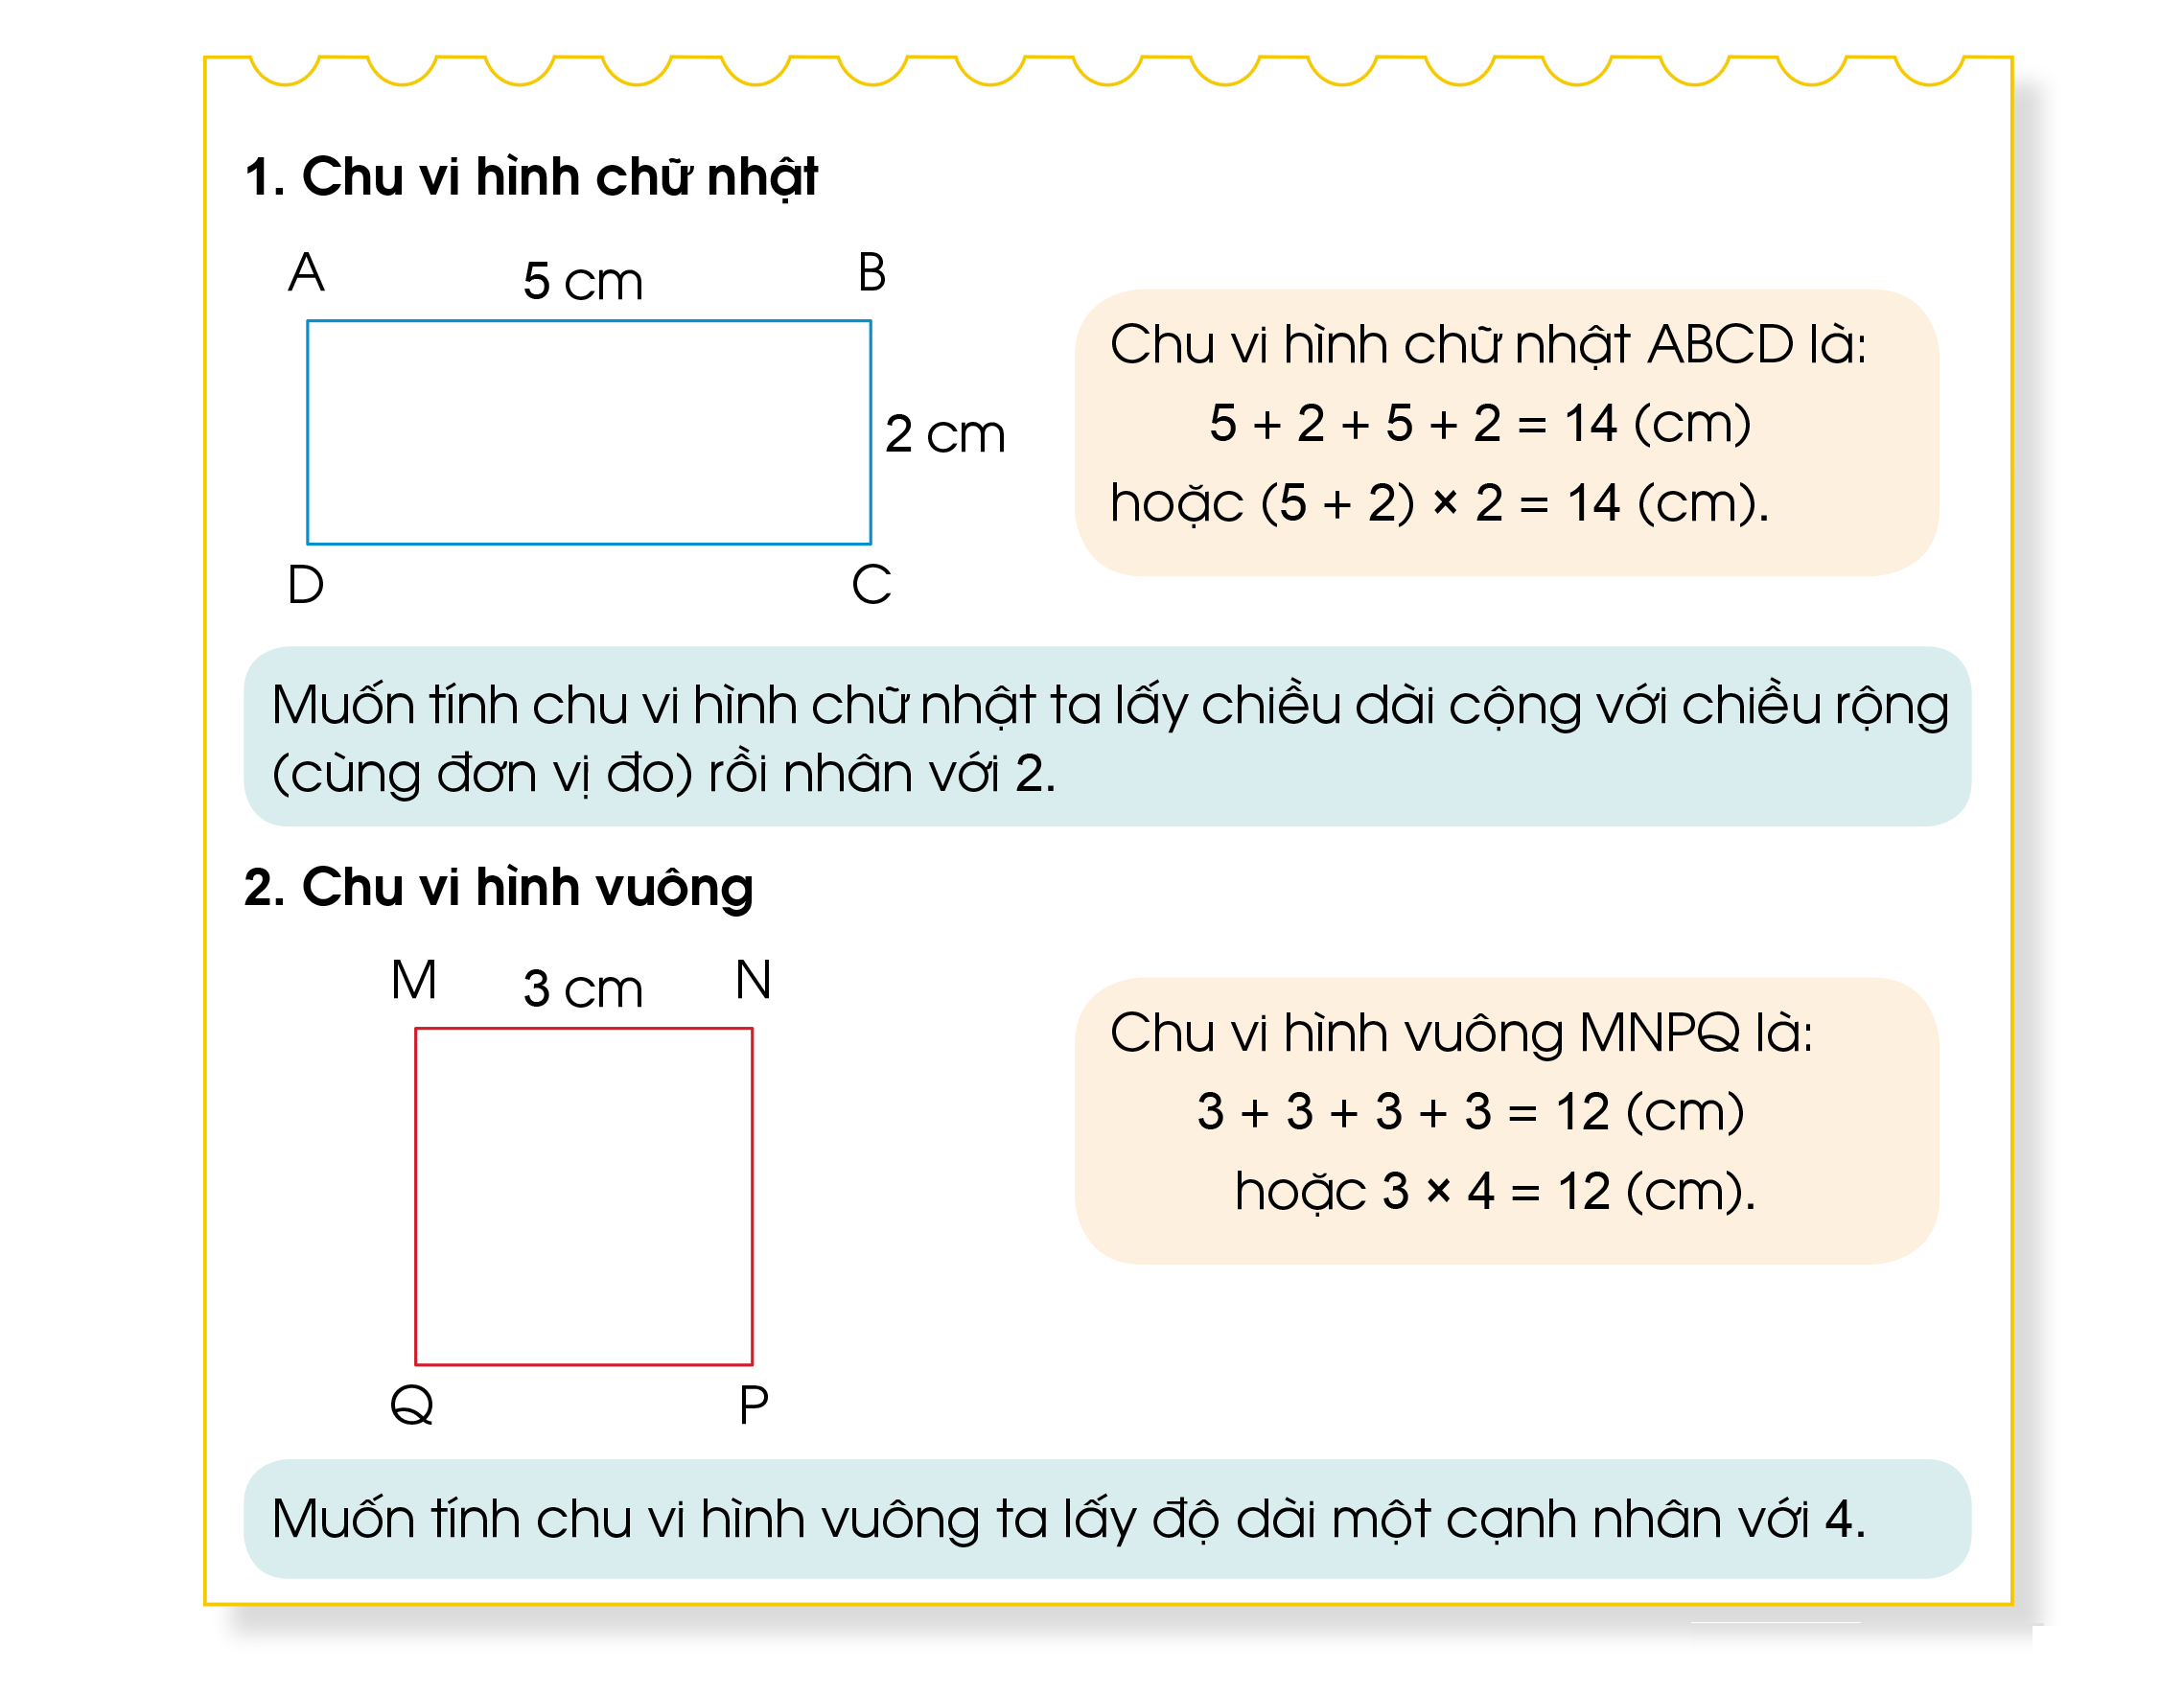 1. Chu vi hình chữ nhật
A 5 cm B
2 cm
D C
Chu vi hình chữ nhật ABCD là:
5 + 2 + 5 + 2 = 14 (cm)
hoặc (5 + 2) × 2 = 14 (cm).
Muốn tính chu vi hình chữ nhật ta lấy chiều dài cộng với chiều rộng
(cùng đơn vị đo) rồi nhân với 2.
2. Chu vi hình vuông
M 3 cm N
Q P
Chu vi hình vuông MNPQ là:
3 + 3 + 3 + 3 = 12 (cm)
hoặc 3 × 4 = 12 (cm).
Muốn tính chu vi hình vuông ta lấy độ dài một cạnh nhân với 4.